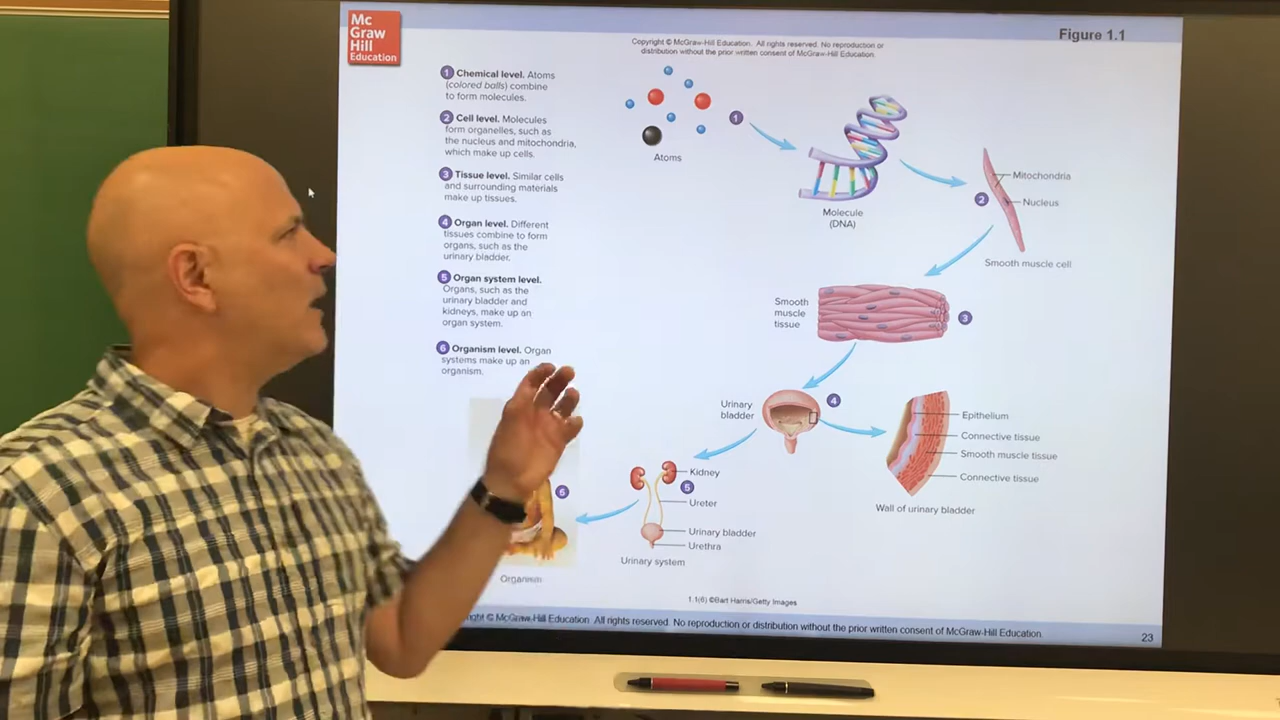 Mc
Graw
Hill
Education
Copyright © McGraw-Hill Education. All rights reserved. No reproduction or
distribution without the prior written consent of McGraw-Hill Education.
Figure 1.1
1 Chemical level. Atoms
(colored balls) combine
to form molecules.
2 Cell level. Molecules
form organelles, such as
the nucleus and mitochondria,
which make up cells.
3 Tissue level. Similar cells
and surrounding materials
make up tissues.
4 Organ level. Different
tissues combine to form
organs, such as the
urinary bladder.
5 Organ system level.
Organs, such as the
urinary bladder and
kidneys, make up an
organ system.
6 Organism level. Organ
systems make up an
organism.
1
Atoms
Molecule
(DNA)
2
Mitochondria
Nucleus
Smooth muscle cell
Smooth
muscle
tissue
3
Urinary
bladder
4
Epithelium
Connective tissue
Smooth muscle tissue
Connective tissue
Wall of urinary bladder
Kidney
5
Ureter
Urinary bladder
Urethra
Urinary system
6
Organism
1.1(6) ©Bart Harris/Getty Images
© McGraw-Hill Education. All rights reserved. No reproduction or distribution without the prior written consent of McGraw-Hill Education.
23